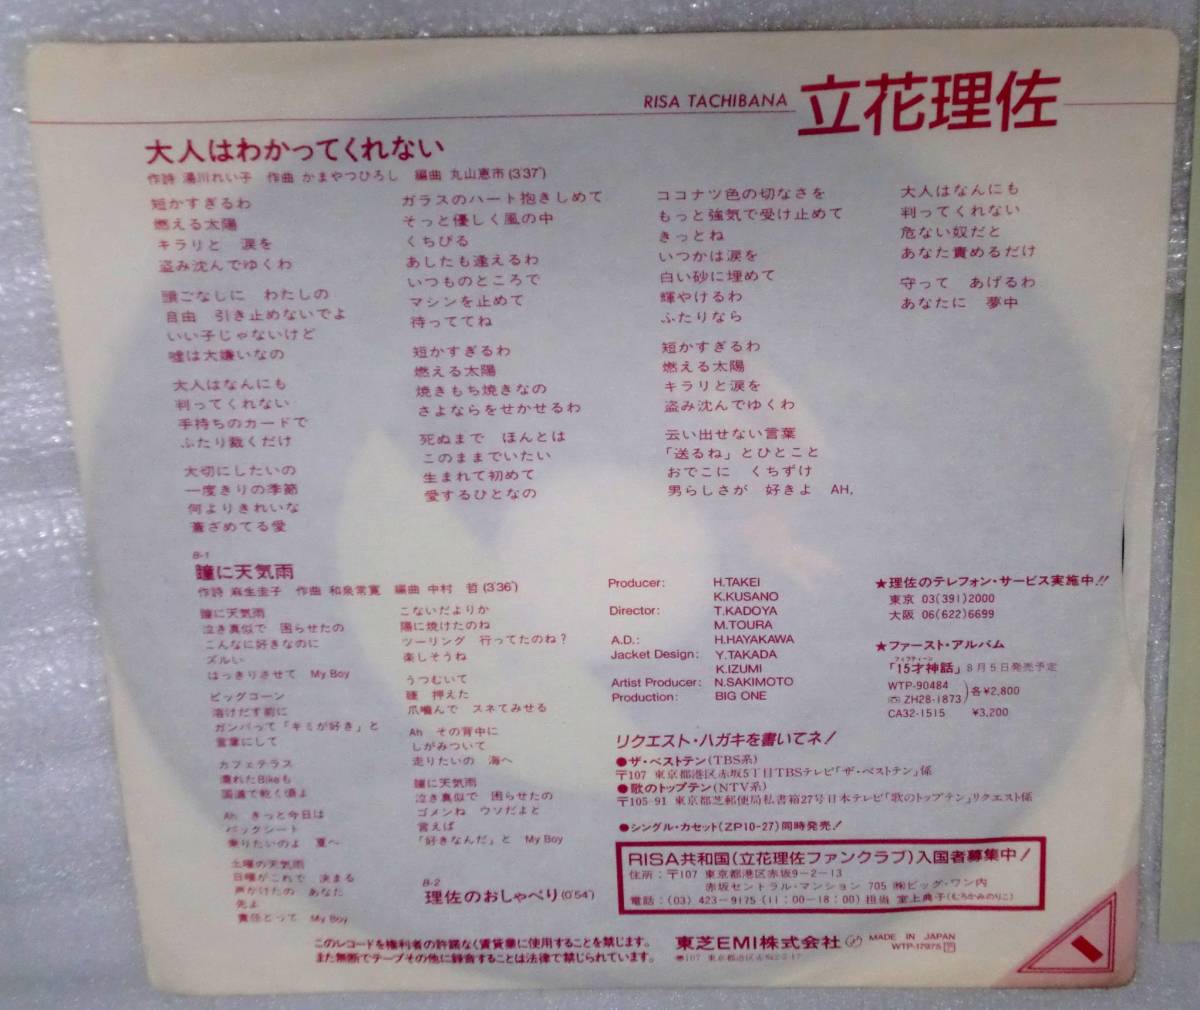 RISA TACHIBANA 立花理佐
大人はわかってくれない
作詩 湯川れい子 作曲 かまやつひろし 編曲 丸山恵市(3'37")
短かすぎるわ
燃える太陽
キラリと 涙を
盗み沈んでゆくわ
頭ごなしに わたしの
自由 引き止めないでよ
いい子じゃないけど
嘘は大嫌いなの
大人はなんにも
判ってくれない
手持ちのカードで
ふたり裁くだけ
大切にしたいの
一度きりの季節
何よりきれいな
蒼ざめてる愛
ガラスのハート抱きしめて
そっと優しく風の中
くちびる
あしたも逢えるわ
いつものところで
マシンを止めて
待っててね
短かすぎるわ
燃える太陽
焼きもち焼きなの
さよならをせかせるわ
死ぬまで ほんとは
このままでいたい
生まれて初めて
愛するひとなの
ココナツ色の切なさを
もっと強気で受け止めて
きっとね
いつかは涙を
白い砂に埋めて
輝やけるわ
ふたりなら
短かすぎるわ
燃える太陽
キラリと涙を
盗み沈んでゆくわ
云い出せない言葉
「送るね」とひとこと
おでこに くちずけ
男らしさが 好きよ AH,
大人はなんにも
判ってくれない
危ない奴だと
あなた責めるだけ
守って あげるわ
あなたに 夢中
B-1
瞳に天気雨
作詩 麻生圭子 作曲 和泉常寛 編曲 中村 哲(3'36")
瞳に天気雨
泣き真似で 困らせたの
こんなに好きなのに
ズルい
はっきりさせて My Boy
ビッグコーン
溶けだす前に
ガンバって「キミが好き」と
言葉にして
カフェテラス
濡れたBikeも
国道で乾く頃よ
Ah きっと今日は
バックシート
乗りたいのよ 夏へ
土曜の天気雨
日曜がこれで 決まる
声かけたの あなた
先よ
責任とって My Boy
こないだよりか
陽に焼けたのね
ツーリング 行ってたのね?
楽しそうね
うつむいて
瞳 押えた
爪噛んで スネてみせる
Ah その背中に
しがみついて
走りたいの 海へ
瞳に天気雨
泣き真似で 困らせたの
ゴメンね ウソだよと
言えば
「好きなんだ」と My Boy
B-2
理佐のおしゃべり(0'54")
Producer: H.TAKEI
K.KUSANO
Director: T.KADOYA
M.TOURA
A.D.: H.HAYAKAWA
Jacket Design: Y.TAKADA
K.IZUMI
Artist Producer: N.SAKIMOTO
Production: BIG ONE
★理佐のテレフォン・サービス実施中!!
東京 03(391)2000
大阪 06(622)6699
★ファースト・アルバム
フィフティーン
「15才神話」8月5日発売予定
WTP-90484
ZH28-1873 各¥2,800
CA32-1515 ¥3,200
リクエスト・ハガキを書いてネ!
●ザ・ベストテン(TBS系)
〒107 東京都港区赤坂5丁目TBSテレビ「ザ・ベストテン」係
●歌のトップテン(NTV系)
〒105-91 東京都芝郵便局私書箱27号日本テレビ「歌のトップテン」リクエスト係
●シングル・カセット(ZP10-27)同時発売!
RISA共和国(立花理佐ファンクラブ)入国者募集中!
住所:〒107 東京都港区赤坂9-2-13
赤坂セントラル・マンション 705 ㈱ビッグ・ワン内
電話:(03) 423-9175 (11:00-18:00) 担当 室上典子(むろかみのりこ)
このレコードを権利者の許諾なく賃貸業に使用することを禁じます。
また無断でテープその他に録音することは法律で禁じられています。
東芝EMI株式会社 Ⓟ MADE IN JAPAN
WTP-17975
〒107 東京都港区赤坂2-2-17